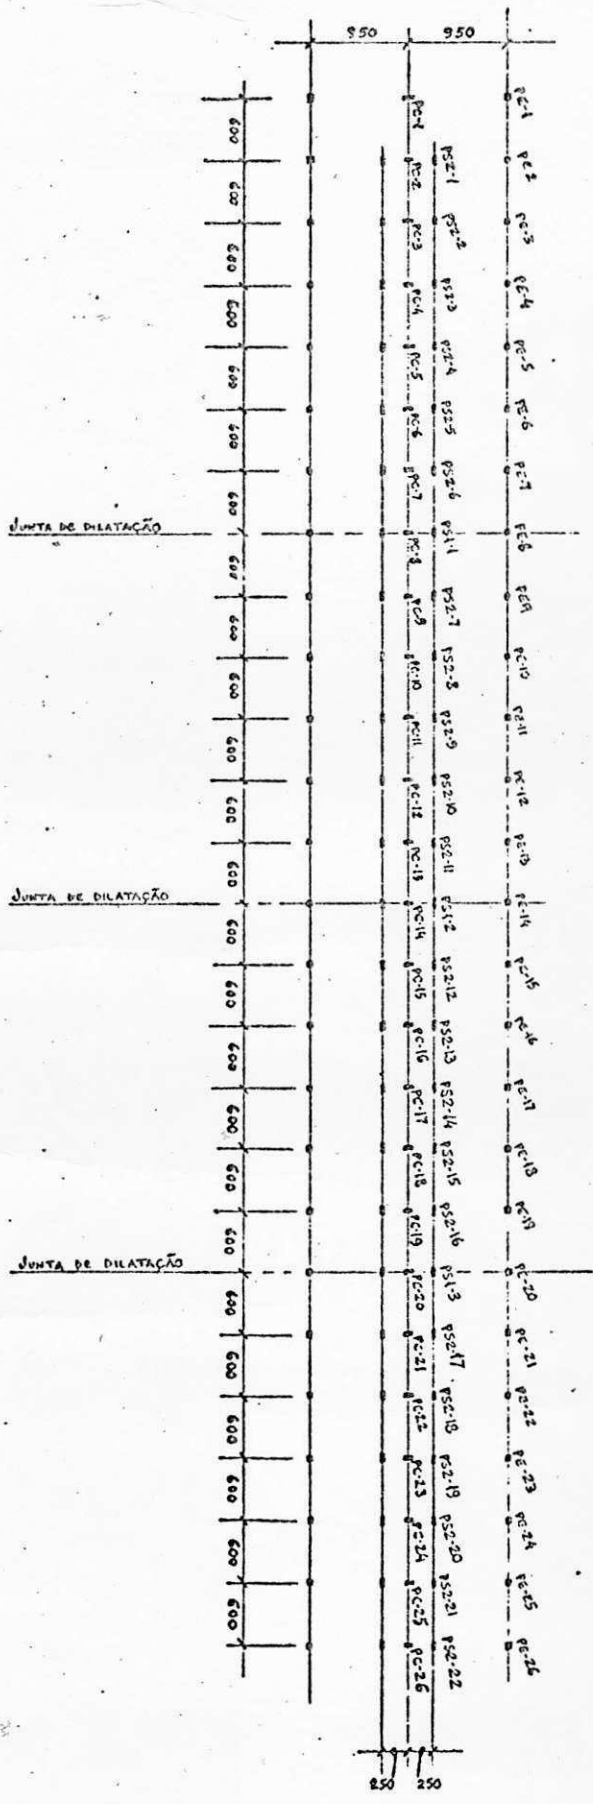 950 950
PC-1 PE-1
600
PC-2 PS2-1 PE2
600
PC-3 PS2-2 PE-3
600
PC-4 PS2-3 PE-4
600
PC-5 PS2-4 PE-5
600
PC-6 PS2-5 PE-6
600
PC-7 PS2-6 PE-7
600
JUNTA DE DILATAÇÃO PC-8 PS1-1 PE-8
600
PC9 PS2-7 PE9
600
PC-10 PS2-8 PE-10
600
PC-11 PS2-9 PE-11
600
PC-12 PS2-10 PE-12
600
PC-13 PS2-11 PE-13
600
JUNTA DE DILATAÇÃO PC-14 PS1-2 PE-14
600
PC-15 PS2-12 PE-15
600
PC-16 PS2-13 PE-16
600
PC-17 PS2-14 PE-17
600
PC-18 PS2-15 PE-18
600
PC-19 PS2-16 PE-19
600
JUNTA DE DILATAÇÃO PC-20 PS1-3 PE-20
600
PC-21 PS2-17 PE-21
600
PC-22 PS2-18 PE-22
600
PC-23 PS2-19 PE-23
600
PC-24 PS2-20 PE-24
600
PC-25 PS2-21 PE-25
600
PC-26 PS2-22 PE-26
250 250